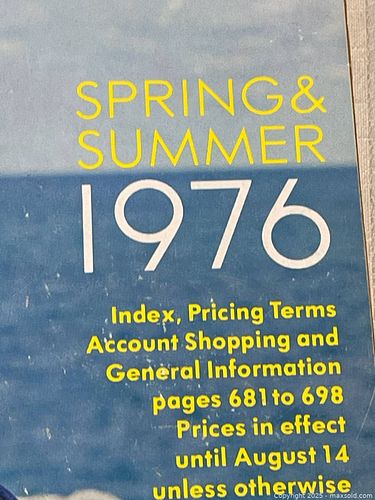 SPRING&
SUMMER
1976
Index, Pricing Terms
Account Shopping and
General Information
pages 681 to 698
Prices in effect
until August 14
unless otherwise
Copyright 2025 - maxsold.com